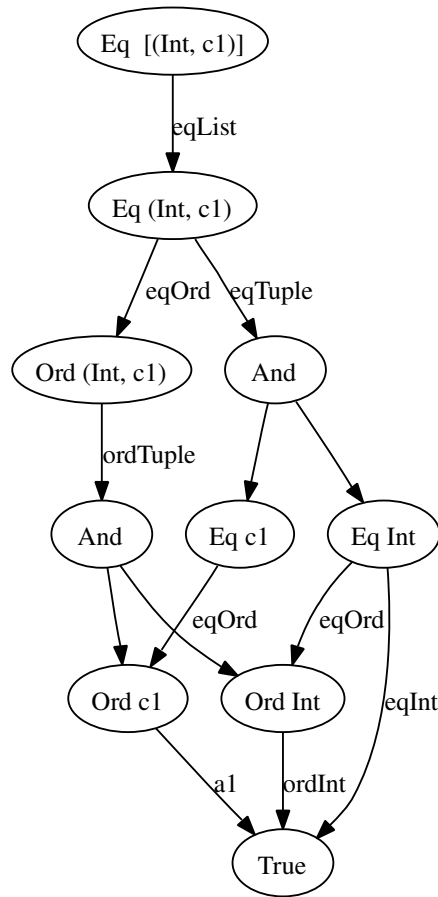 Eq [(Int, c1)]
eqList
Eq (Int, c1)
eqOrd
eqTuple
Ord (Int, c1)
And
ordTuple
And
Eq c1
Eq Int
eqOrd
eqOrd
Ord c1
Ord Int
eqInt
a1
ordInt
True